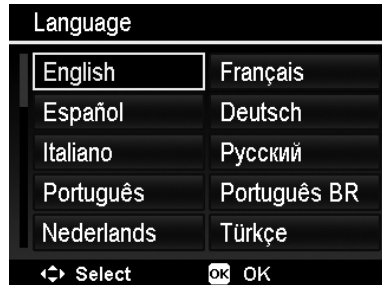 Language
English Français
Español Deutsch
Italiano Русский
Português Português BR
Nederlands Türkçe
Select OK OK